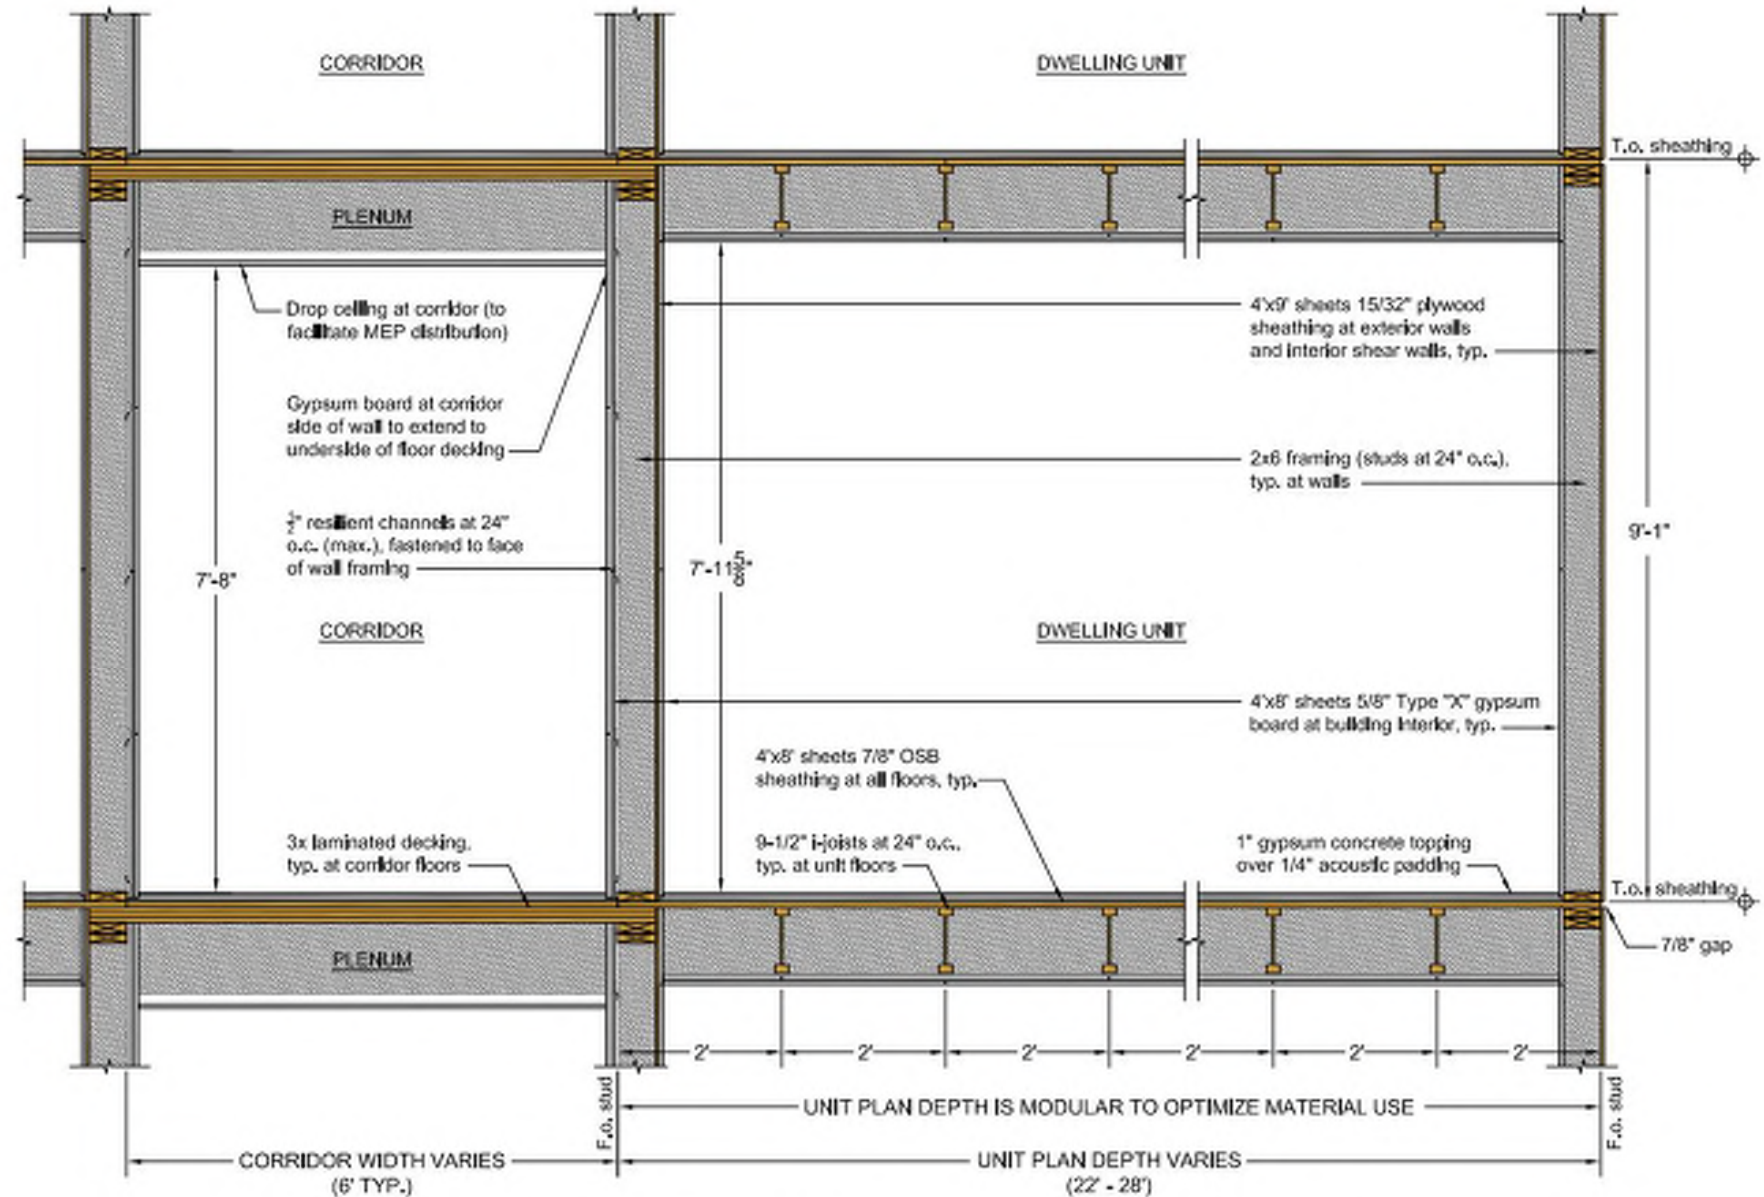 CORRIDOR
DWELLING UNIT
T.o. sheathing
PLENUM
Drop ceiling at corridor (to
facilitate MEP distribution)
4'x9' sheets 15/32" plywood
sheathing at exterior walls
and interior shear walls, typ.
Gypsum board at corridor
side of wall to extend to
underside of floor decking
2x6 framing (studs at 24" o.c.),
typ. at walls
½" resilient channels at 24"
o.c. (max.), fastened to face
of wall framing
7'-8"
7'-11⅝"
9'-1"
CORRIDOR
DWELLING UNIT
4'x8' sheets 5/8" Type "X" gypsum
board at building interior, typ.
4'x8' sheets 7/8" OSB
sheathing at all floors, typ.
3x laminated decking,
typ. at corridor floors
9-1/2" i-joists at 24" o.c.,
typ. at unit floors
1" gypsum concrete topping
over 1/4" acoustic padding
T.o. sheathing
7/8" gap
PLENUM
2'
2'
2'
2'
2'
2'
F.o. stud
F.o. stud
UNIT PLAN DEPTH IS MODULAR TO OPTIMIZE MATERIAL USE
CORRIDOR WIDTH VARIES
(6' TYP.)
UNIT PLAN DEPTH VARIES
(22' - 28')